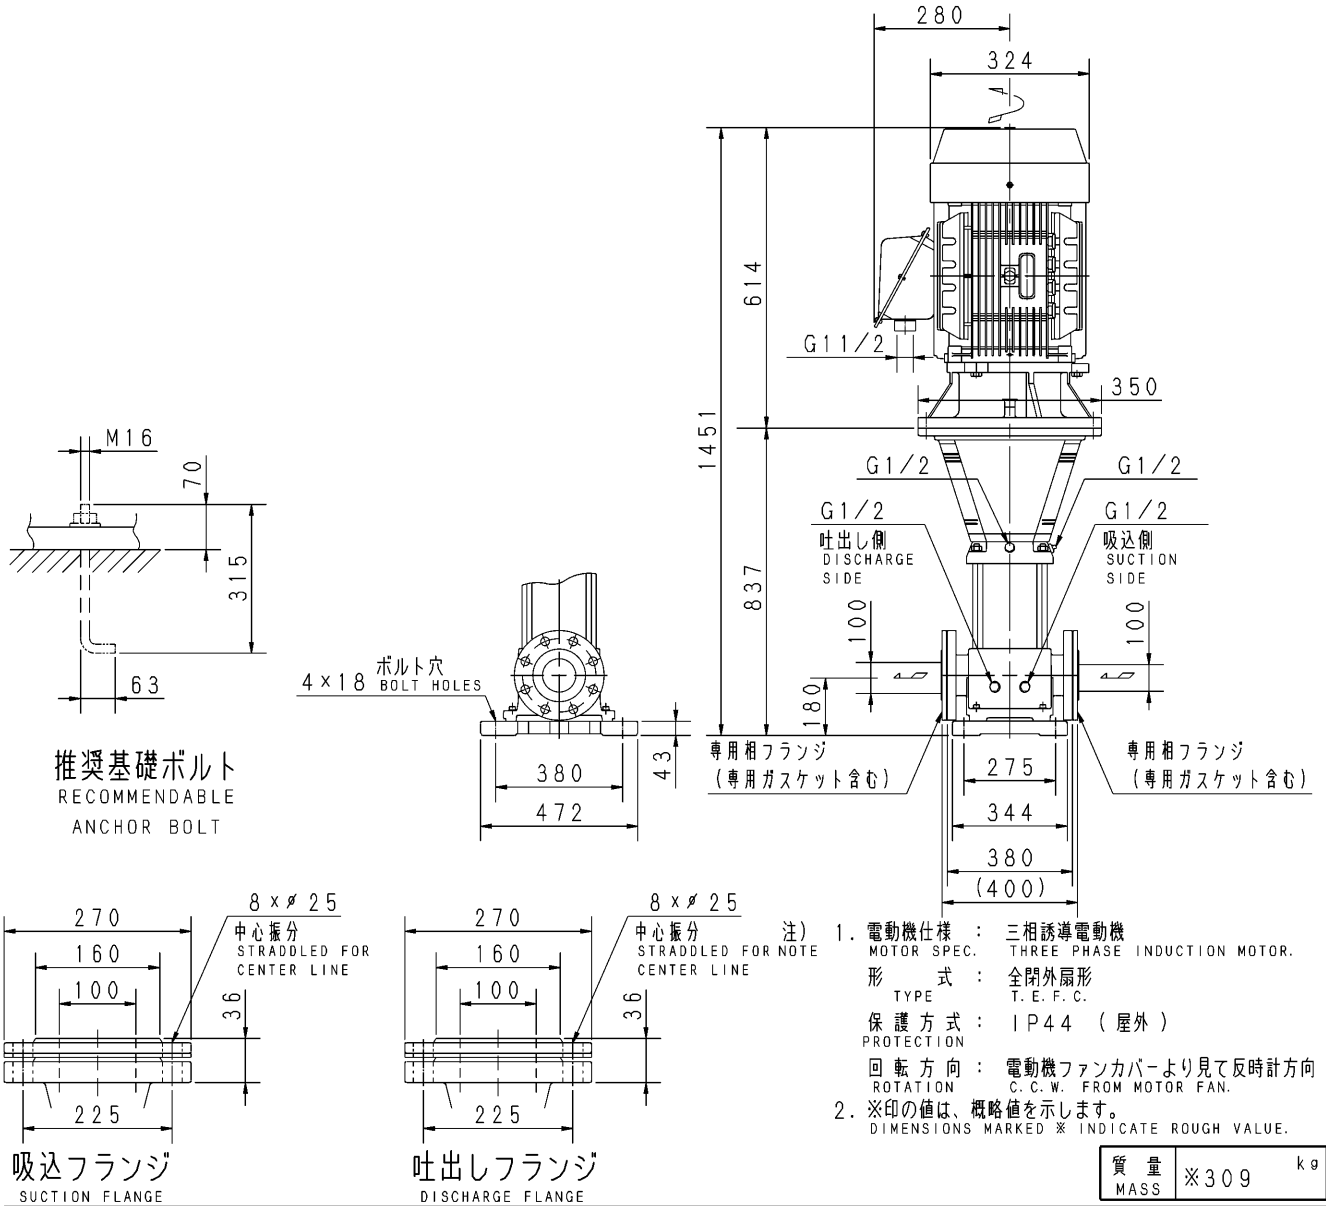 280
324
1451
614
G11/2
350
837
G1/2
G1/2
G1/2
吐出し側
DISCHARGE
SIDE
G1/2
吸込側
SUCTION
SIDE
100
100
180
専用相フランジ
(専用ガスケット含む)
専用相フランジ
(専用ガスケット含む)
275
344
380
(400)
M16
70
315
63
推奨基礎ボルト
RECOMMENDABLE
ANCHOR BOLT
ボルト穴
4×18 BOLT HOLES
43
380
472
270
160
100
36
225
8×φ25
中心振分
STRADDLED FOR
CENTER LINE
吸込フランジ
SUCTION FLANGE
270
160
100
36
225
8×φ25
中心振分
STRADDLED FOR
CENTER LINE
吐出しフランジ
DISCHARGE FLANGE
注) 1. 電動機仕様 : 三相誘導電動機
NOTE MOTOR SPEC. THREE PHASE INDUCTION MOTOR.
形 式 : 全閉外扇形
TYPE T.E.F.C.
保護方式 : IP44 (屋外)
PROTECTION
回転方向 : 電動機ファンカバーより見て反時計方向
ROTATION C.C.W. FROM MOTOR FAN.
2. ※印の値は、概略値を示します。
DIMENSIONS MARKED ※ INDICATE ROUGH VALUE.
質量 ※309 kg
MASS